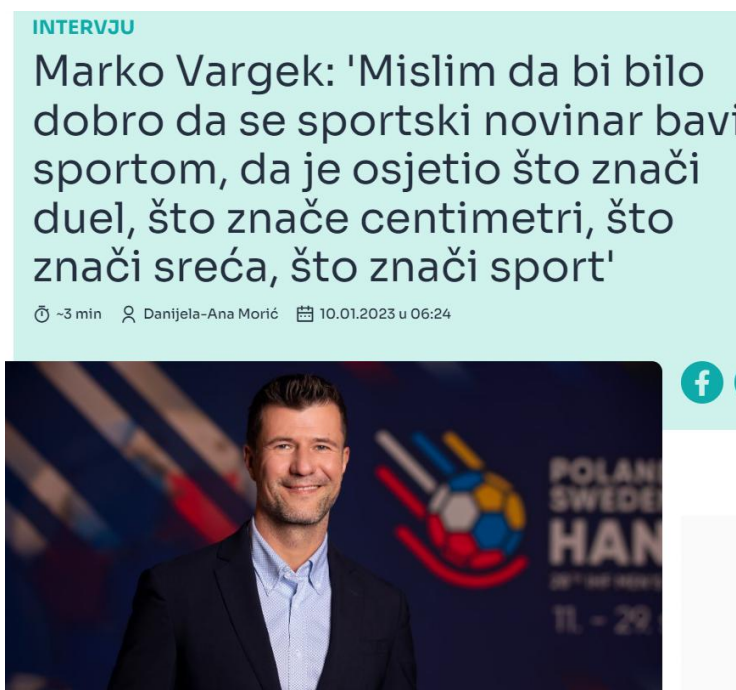 INTERVJU
Marko Vargek: 'Mislim da bi bilo
dobro da se sportski novinar bavi
sportom, da je osjetio što znači
duel, što znače centimetri, što
znači sreća, što znači sport'
~3 min Danijela-Ana Morić 10.01.2023 u 06:24
POLAN
SWEDE
HAN
11. – 29.